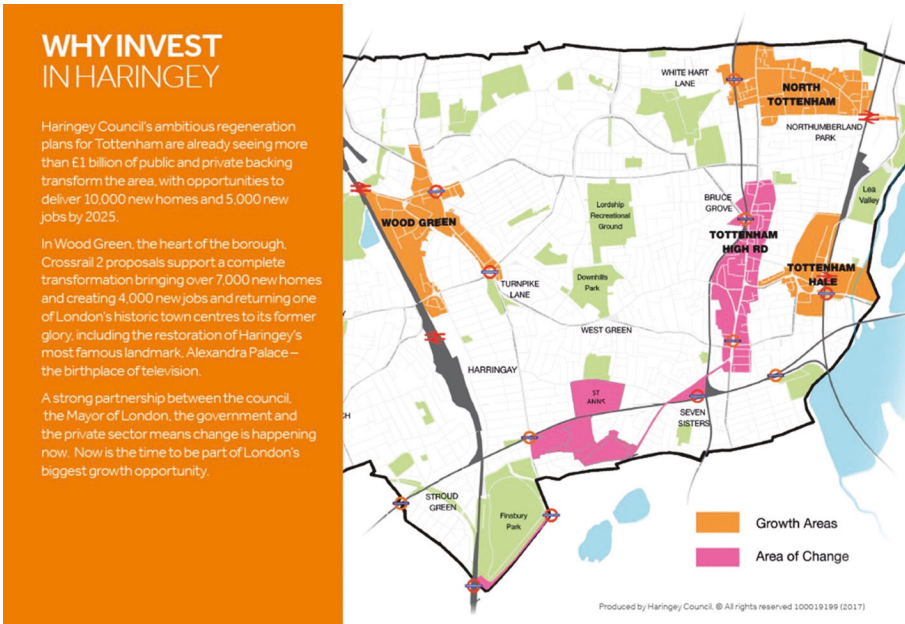 WHY INVEST
IN HARINGEY
Haringey Council's ambitious regeneration
plans for Tottenham are already seeing more
than £1 billion of public and private backing
transform the area, with opportunities to
deliver 10,000 new homes and 5,000 new
jobs by 2025.
In Wood Green, the heart of the borough,
Crossrail 2 proposals support a complete
transformation bringing over 7,000 new homes
and creating 4,000 new jobs and returning one
of London's historic town centres to its former
glory, including the restoration of Haringey's
most famous landmark, Alexandra Palace –
the birthplace of television.
A strong partnership between the council,
the Mayor of London, the government and
the private sector means change is happening
now. Now is the time to be part of London's
biggest growth opportunity.
WHITE HART
LANE
NORTH
TOTTENHAM
NORTHUMBERLAND
PARK
Lea
Valley
BRUCE
GROVE
Lordship
Recreational
Ground
WOOD GREEN
TOTTENHAM
HIGH RD
TOTTENHAM
HALE
Downhills
Park
TURNPIKE
LANE
WEST GREEN
HARRINGAY
ST
ANNS
SEVEN
SISTERS
CH
STROUD
GREEN
Finsbury
Park
Growth Areas
Area of Change
Produced by Haringey Council. © All rights reserved 100019199 (2017)